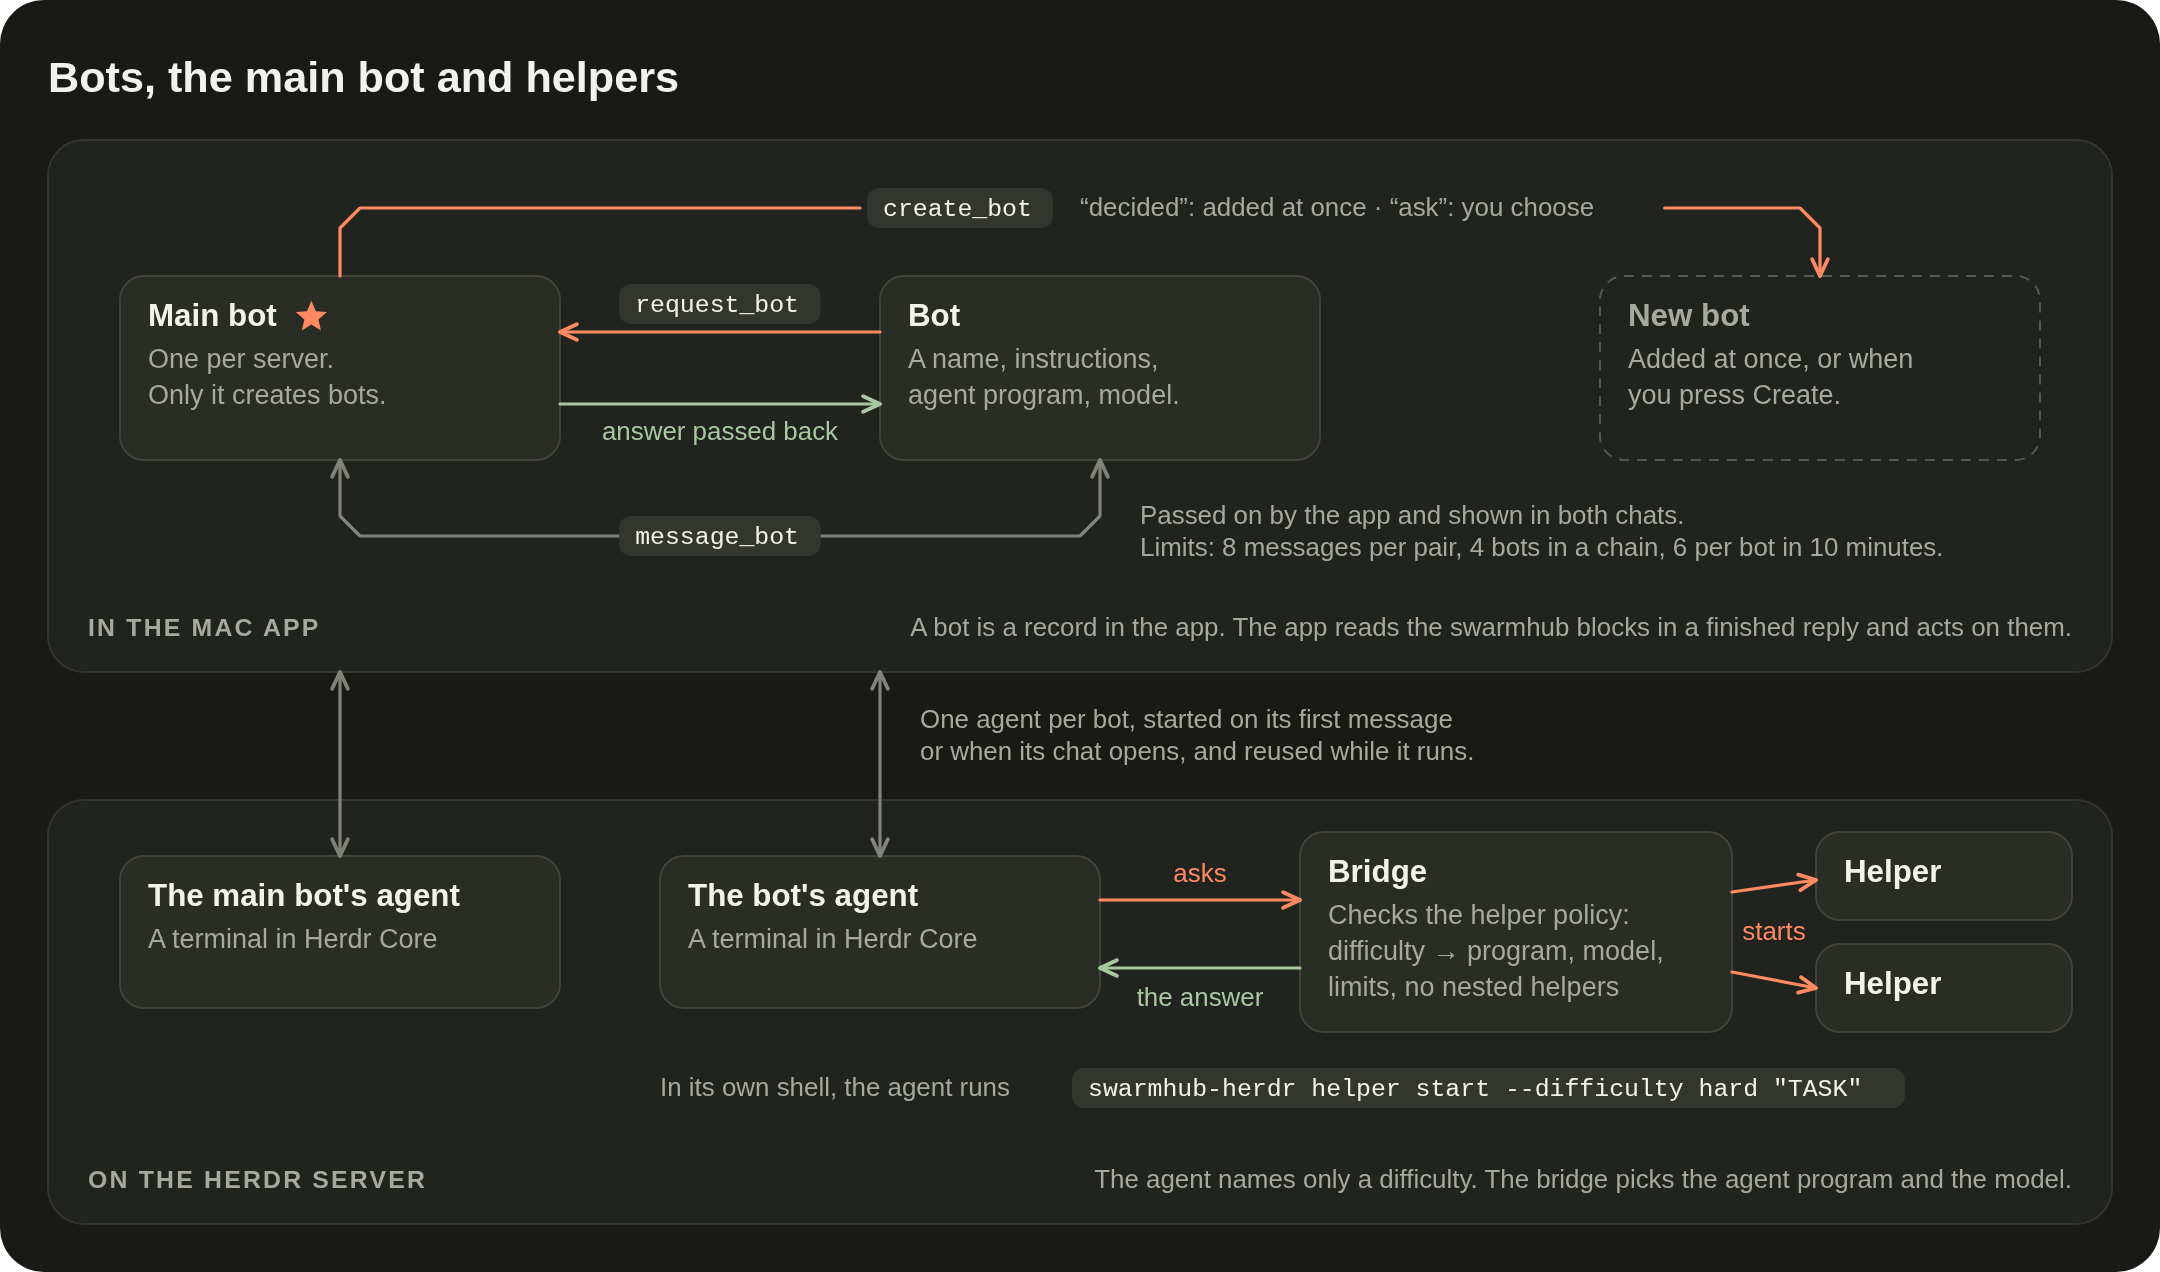 Bots, the main bot and helpers
create_bot “decided”: added at once · “ask”: you choose
Main bot
One per server.
Only it creates bots.
request_bot
answer passed back
Bot
A name, instructions,
agent program, model.
New bot
Added at once, or when
you press Create.
message_bot
Passed on by the app and shown in both chats.
Limits: 8 messages per pair, 4 bots in a chain, 6 per bot in 10 minutes.
IN THE MAC APP
A bot is a record in the app. The app reads the swarmhub blocks in a finished reply and acts on them.
One agent per bot, started on its first message
or when its chat opens, and reused while it runs.
The main bot's agent
A terminal in Herdr Core
The bot's agent
A terminal in Herdr Core
asks
the answer
Bridge
Checks the helper policy:
difficulty → program, model,
limits, no nested helpers
starts
Helper
Helper
In its own shell, the agent runs swarmhub-herdr helper start --difficulty hard "TASK"
ON THE HERDR SERVER
The agent names only a difficulty. The bridge picks the agent program and the model.